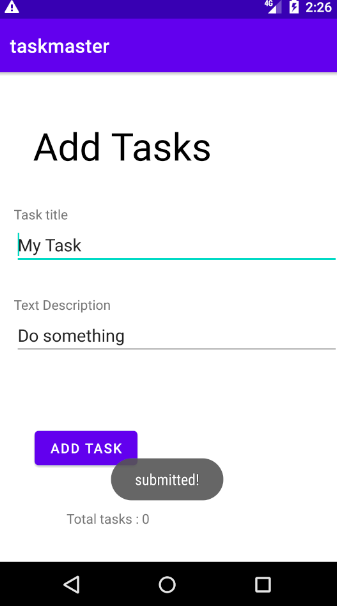 4G 2:26
taskmaster
Add Tasks
Task title
My Task
Text Description
Do something
ADD TASK
submitted!
Total tasks : 0